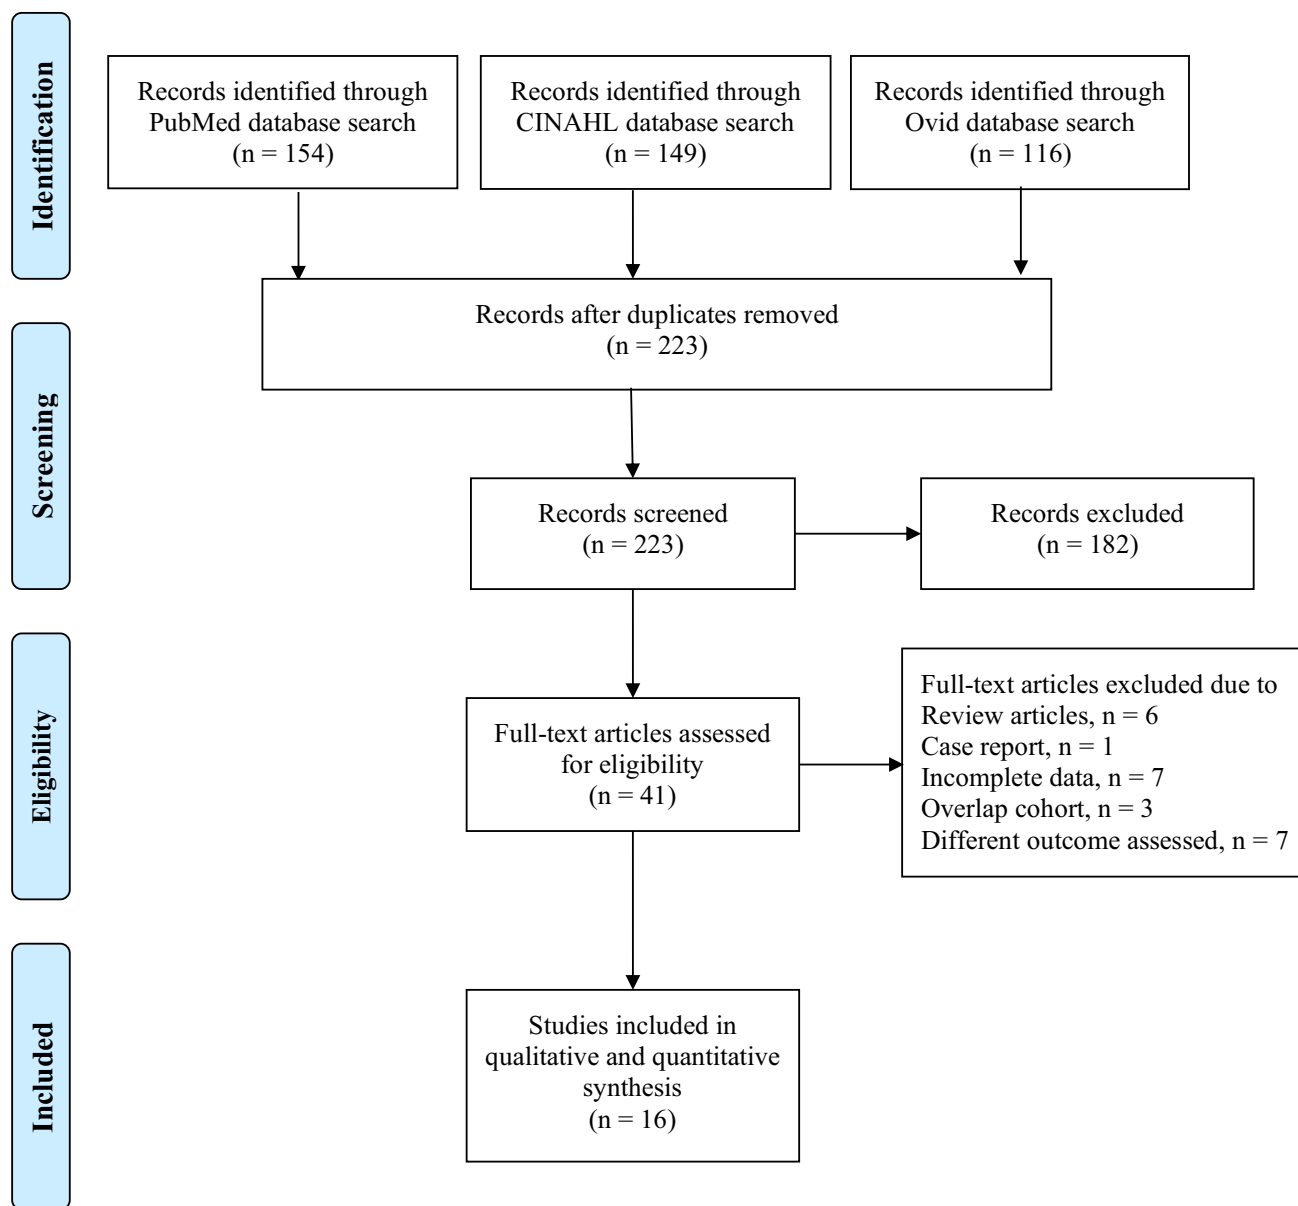 Identification
Records identified through
PubMed database search
(n = 154)
Records identified through
CINAHL database search
(n = 149)
Records identified through
Ovid database search
(n = 116)
Records after duplicates removed
(n = 223)
Screening
Records screened
(n = 223)
Records excluded
(n = 182)
Eligibility
Full-text articles assessed
for eligibility
(n = 41)
Full-text articles excluded due to
Review articles, n = 6
Case report, n = 1
Incomplete data, n = 7
Overlap cohort, n = 3
Different outcome assessed, n = 7
Included
Studies included in
qualitative and quantitative
synthesis
(n = 16)